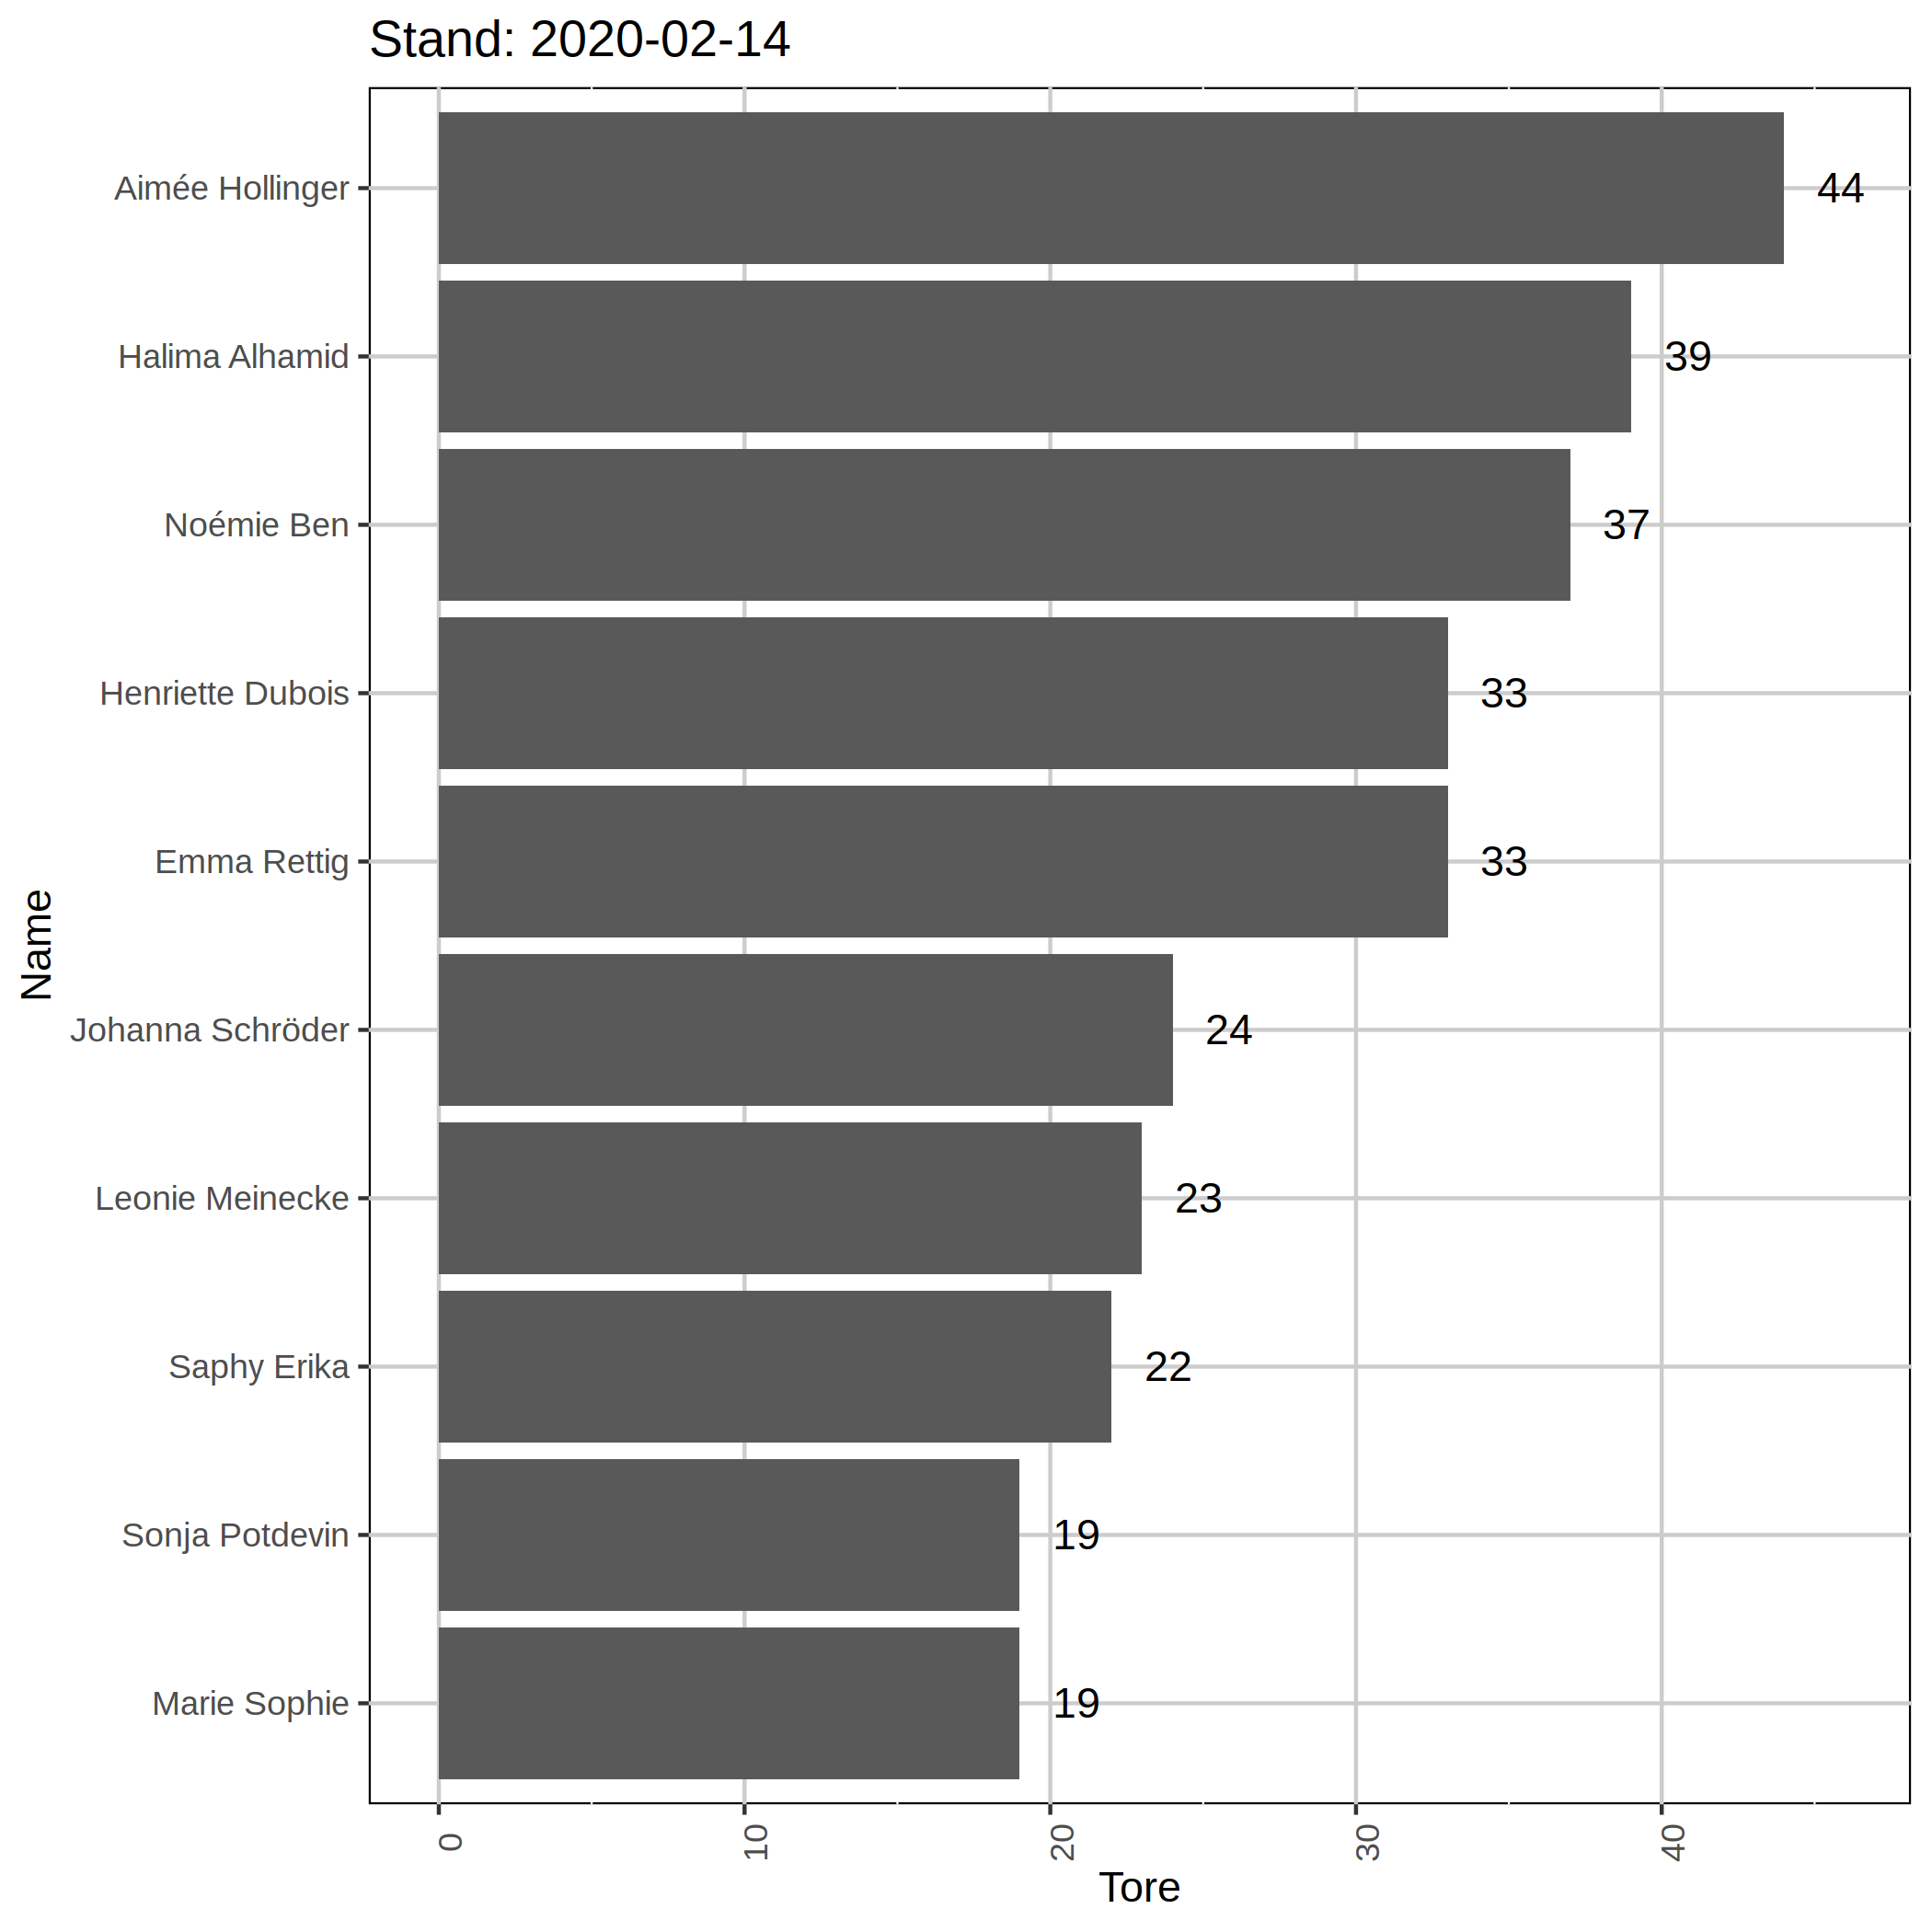 Stand: 2020-02-14
Aimée Hollinger 44
Halima Alhamid 39
Noémie Ben 37
Henriette Dubois 33
Emma Rettig 33
Name
Johanna Schröder 24
Leonie Meinecke 23
Saphy Erika 22
Sonja Potdevin 19
Marie Sophie 19
0 10 20 30 40
Tore